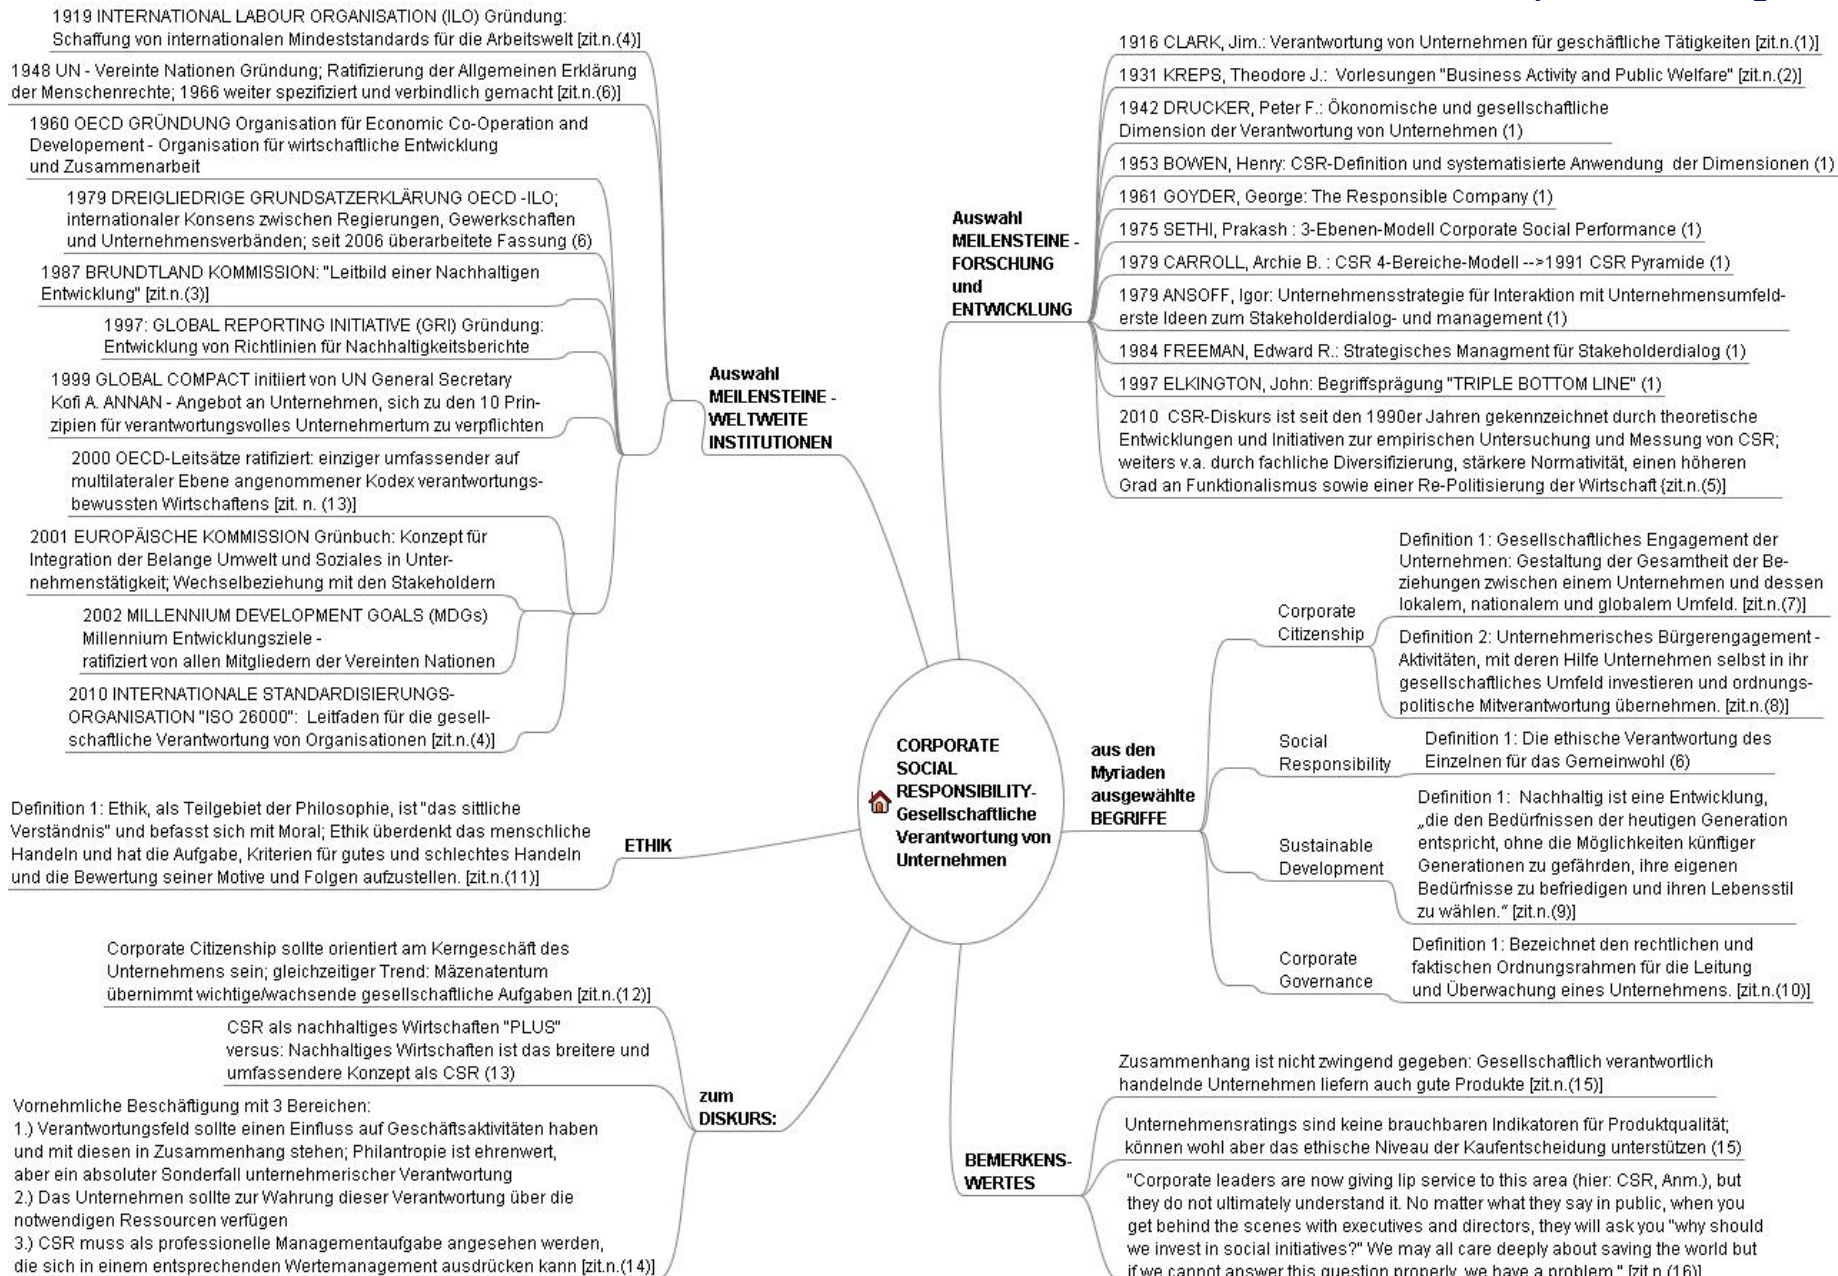 1919 INTERNATIONAL LABOUR ORGANISATION (ILO) Gründung:
Schaffung von internationalen Mindeststandards für die Arbeitswelt [zit.n.(4)]
1948 UN - Vereinte Nationen Gründung; Ratifizierung der Allgemeinen Erklärung
der Menschenrechte; 1966 weiter spezifiziert und verbindlich gemacht [zit.n.(6)]
1960 OECD GRÜNDUNG Organisation für Economic Co-Operation and
Developement - Organisation für wirtschaftliche Entwicklung
und Zusammenarbeit
1979 DREIGLIEDRIGE GRUNDSATZERKLÄRUNG OECD -ILO;
internationaler Konsens zwischen Regierungen, Gewerkschaften
und Unternehmensverbänden; seit 2006 überarbeitete Fassung (6)
1987 BRUNDTLAND KOMMISSION: "Leitbild einer Nachhaltigen
Entwicklung" [zit.n.(3)]
1997: GLOBAL REPORTING INITIATIVE (GRI) Gründung:
Entwicklung von Richtlinien für Nachhaltigkeitsberichte
1999 GLOBAL COMPACT initiiert von UN General Secretary
Kofi A. ANNAN - Angebot an Unternehmen, sich zu den 10 Prin-
zipien für verantwortungsvolles Unternehmertum zu verpflichten
2000 OECD-Leitsätze ratifiziert: einziger umfassender auf
multilateraler Ebene angenommener Kodex verantwortungs-
bewussten Wirtschaftens [zit. n. (13)]
2001 EUROPÄISCHE KOMMISSION Grünbuch: Konzept für
Integration der Belange Umwelt und Soziales in Unter-
nehmenstätigkeit; Wechselbeziehung mit den Stakeholdern
2002 MILLENNIUM DEVELOPMENT GOALS (MDGs)
Millennium Entwicklungsziele -
ratifiziert von allen Mitgliedern der Vereinten Nationen
2010 INTERNATIONALE STANDARDISIERUNGS-
ORGANISATION "ISO 26000":  Leitfaden für die gesell-
schaftliche Verantwortung von Organisationen [zit.n.(4)]
Auswahl
MEILENSTEINE -
WELTWEITE
INSTITUTIONEN
Auswahl
MEILENSTEINE -
FORSCHUNG
und
ENTWICKLUNG
1916 CLARK, Jim.: Verantwortung von Unternehmen für geschäftliche Tätigkeiten [zit.n.(1)]
1931 KREPS, Theodore J.:  Vorlesungen "Business Activity and Public Welfare" [zit.n.(2)]
1942 DRUCKER, Peter F.: Ökonomische und gesellschaftliche
Dimension der Verantwortung von Unternehmen (1)
1953 BOWEN, Henry: CSR-Definition und systematisierte Anwendung  der Dimensionen (1)
1961 GOYDER, George: The Responsible Company (1)
1975 SETHI, Prakash : 3-Ebenen-Modell Corporate Social Performance (1)
1979 CARROLL, Archie B. : CSR 4-Bereiche-Modell -->1991 CSR Pyramide (1)
1979 ANSOFF, Igor: Unternehmensstrategie für Interaktion mit Unternehmensumfeld-
erste Ideen zum Stakeholderdialog- und management (1)
1984 FREEMAN, Edward R.: Strategisches Managment für Stakeholderdialog (1)
1997 ELKINGTON, John: Begriffsprägung "TRIPLE BOTTOM LINE" (1)
2010  CSR-Diskurs ist seit den 1990er Jahren gekennzeichnet durch theoretische
Entwicklungen und Initiativen zur empirischen Untersuchung und Messung von CSR;
weiters v.a. durch fachliche Diversifizierung, stärkere Normativität, einen höheren
Grad an Funktionalismus sowie einer Re-Politisierung der Wirtschaft {zit.n.(5)]
CORPORATE
SOCIAL
RESPONSIBILITY-
Gesellschaftliche
Verantwortung von
Unternehmen
aus den
Myriaden
ausgewählte
BEGRIFFE
Corporate
Citizenship
Definition 1: Gesellschaftliches Engagement der
Unternehmen: Gestaltung der Gesamtheit der Be-
ziehungen zwischen einem Unternehmen und dessen
lokalem, nationalem und globalem Umfeld. [zit.n.(7)]
Definition 2: Unternehmerisches Bürgerengagement -
Aktivitäten, mit deren Hilfe Unternehmen selbst in ihr
gesellschaftliches Umfeld investieren und ordnungs-
politische Mitverantwortung übernehmen. [zit.n.(8)]
Social
Responsibility
Definition 1: Die ethische Verantwortung des
Einzelnen für das Gemeinwohl (6)
Sustainable
Development
Definition 1:  Nachhaltig ist eine Entwicklung,
„die den Bedürfnissen der heutigen Generation
entspricht, ohne die Möglichkeiten künftiger
Generationen zu gefährden, ihre eigenen
Bedürfnisse zu befriedigen und ihren Lebensstil
zu wählen.“ [zit.n.(9)]
Corporate
Governance
Definition 1: Bezeichnet den rechtlichen und
faktischen Ordnungsrahmen für die Leitung
und Überwachung eines Unternehmens. [zit.n.(10)]
ETHIK
Definition 1: Ethik, als Teilgebiet der Philosophie, ist "das sittliche
Verständnis" und befasst sich mit Moral; Ethik überdenkt das menschliche
Handeln und hat die Aufgabe, Kriterien für gutes und schlechtes Handeln
und die Bewertung seiner Motive und Folgen aufzustellen. [zit.n.(11)]
zum
DISKURS:
Corporate Citizenship sollte orientiert am Kerngeschäft des
Unternehmens sein; gleichzeitiger Trend: Mäzenatentum
übernimmt wichtige/wachsende gesellschaftliche Aufgaben [zit.n.(12)]
CSR als nachhaltiges Wirtschaften "PLUS"
versus: Nachhaltiges Wirtschaften ist das breitere und
umfassendere Konzept als CSR (13)
Vornehmliche Beschäftigung mit 3 Bereichen:
1.) Verantwortungsfeld sollte einen Einfluss auf Geschäftsaktivitäten haben
und mit diesen in Zusammenhang stehen; Philantropie ist ehrenwert,
aber ein absoluter Sonderfall unternehmerischer Verantwortung
2.) Das Unternehmen sollte zur Wahrung dieser Verantwortung über die
notwendigen Ressourcen verfügen
3.) CSR muss als professionelle Managementaufgabe angesehen werden,
die sich in einem entsprechenden Wertemanagement ausdrücken kann [zit.n.(14)]
BEMERKENS-
WERTES
Zusammenhang ist nicht zwingend gegeben: Gesellschaftlich verantwortlich
handelnde Unternehmen liefern auch gute Produkte [zit.n.(15)]
Unternehmensratings sind keine brauchbaren Indikatoren für Produktqualität;
können wohl aber das ethische Niveau der Kaufentscheidung unterstützen (15)
"Corporate leaders are now giving lip service to this area (hier: CSR, Anm.), but
they do not ultimately understand it. No matter what they say in public, when you
get behind the scenes with executives and directors, they will ask you "why should
we invest in social initiatives?" We may all care deeply about saving the world but
if we cannot answer this question properly, we have a problem." [zit.n.(16)]